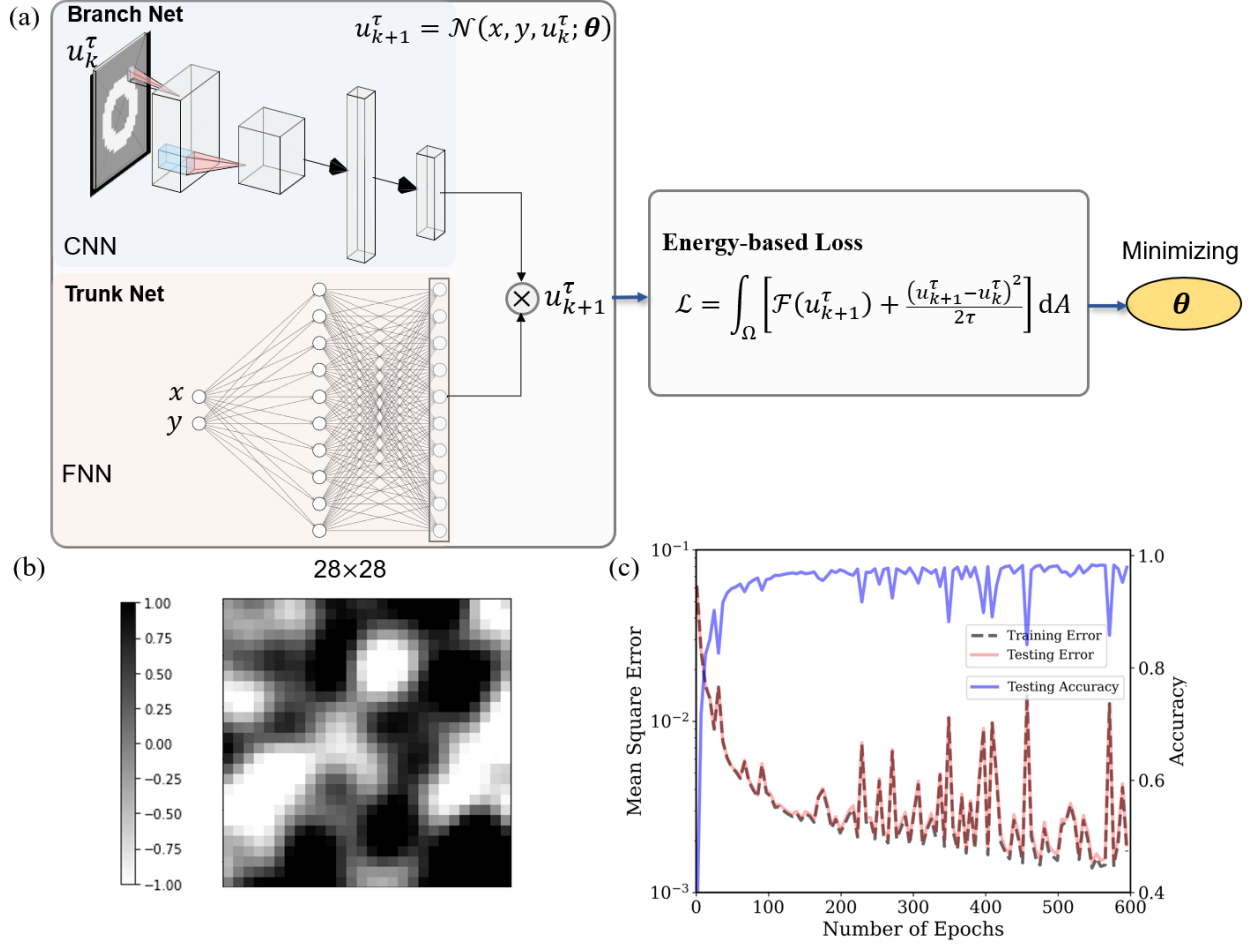 (a)
Branch Net
u_k^τ
u_{k+1}^τ = 𝒩(x, y, u_k^τ; θ)
CNN
Trunk Net
x
y
FNN
⊗ u_{k+1}^τ
Energy-based Loss
ℒ = ∫_Ω [ℱ(u_{k+1}^τ) + (u_{k+1}^τ−u_k^τ)^2 / 2τ] dA
Minimizing
θ
(b)
28×28
1.00
0.75
0.50
0.25
0.00
−0.25
−0.50
−0.75
−1.00
(c)
Mean Square Error
10^−1
10^−2
10^−3
Training Error
Testing Error
Testing Accuracy
1.0
0.8
0.6
0.4
Accuracy
0 100 200 300 400 500 600
Number of Epochs